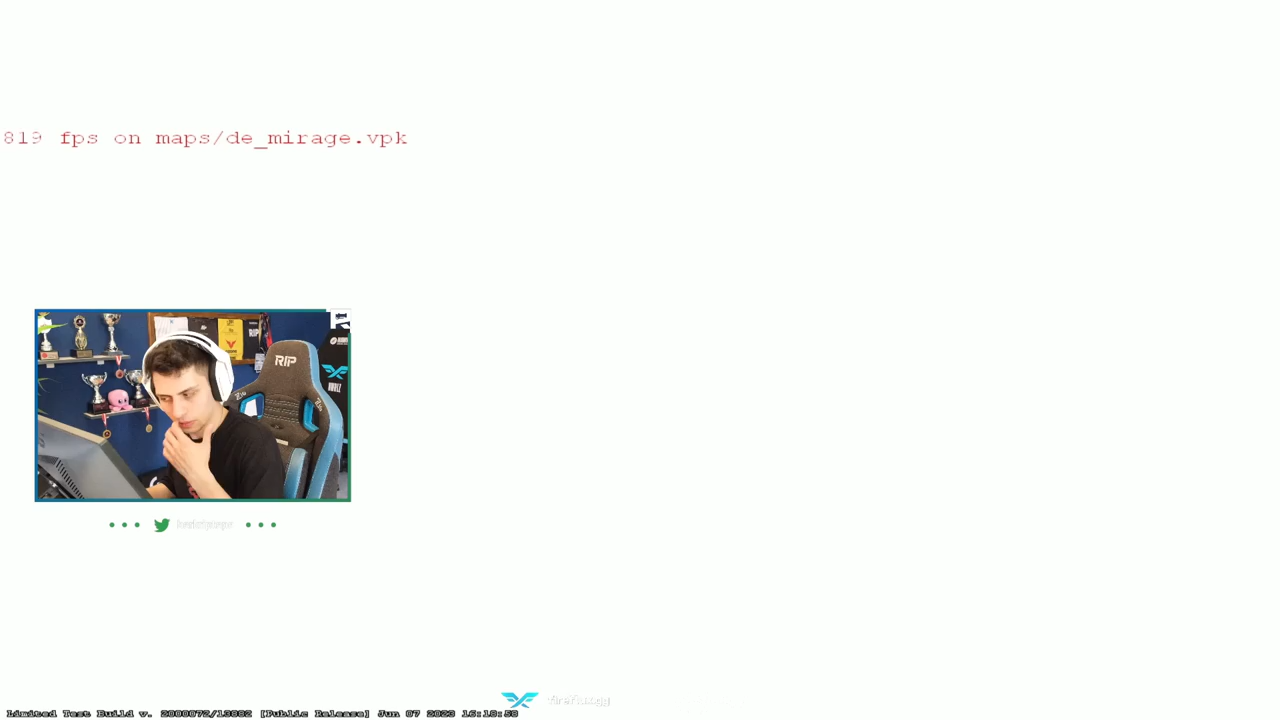 819 fps on maps/de_mirage.vpk
RIP
Limited Test Build v. 2000072/13882 [Public Release] Jun 07 2023 16:18:58